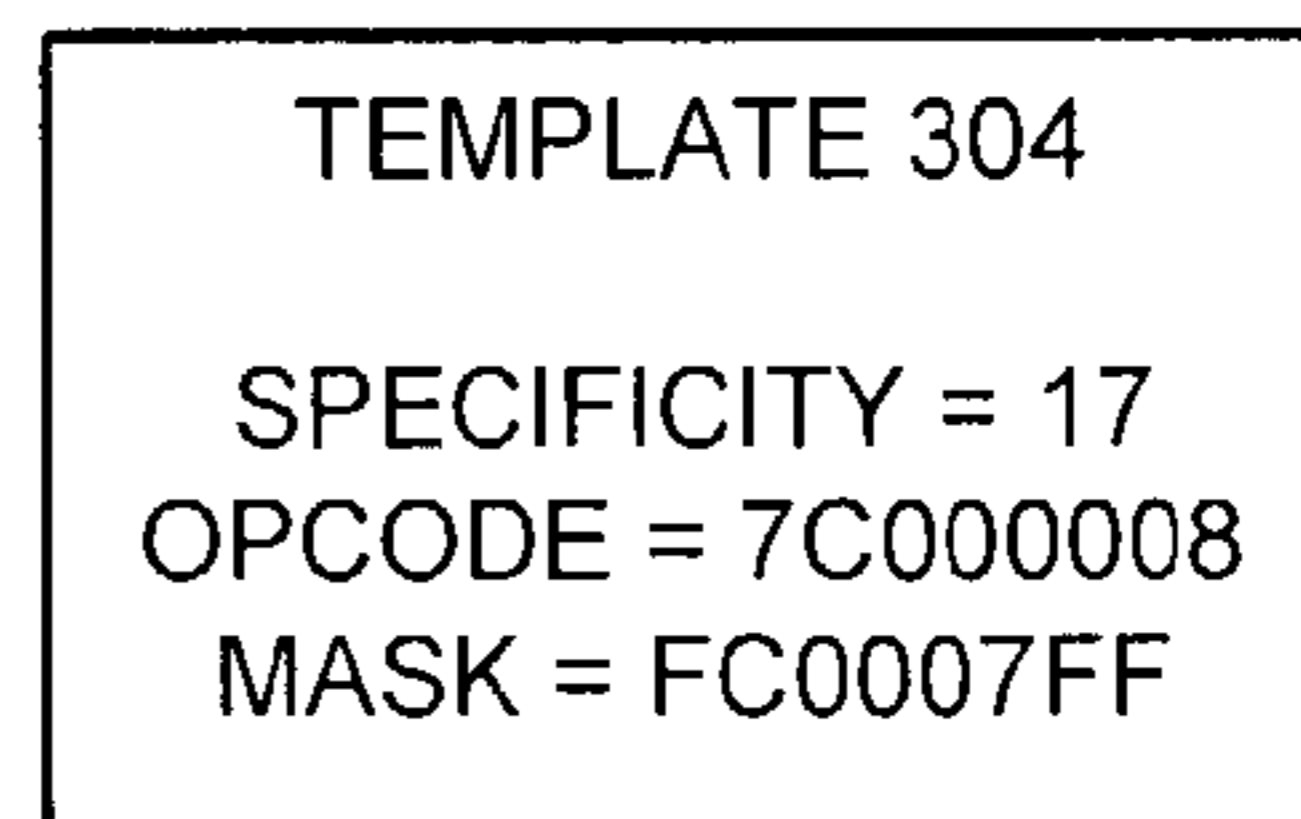 TEMPLATE 304
SPECIFICITY = 17
OPCODE = 7C000008
MASK = FC0007FF